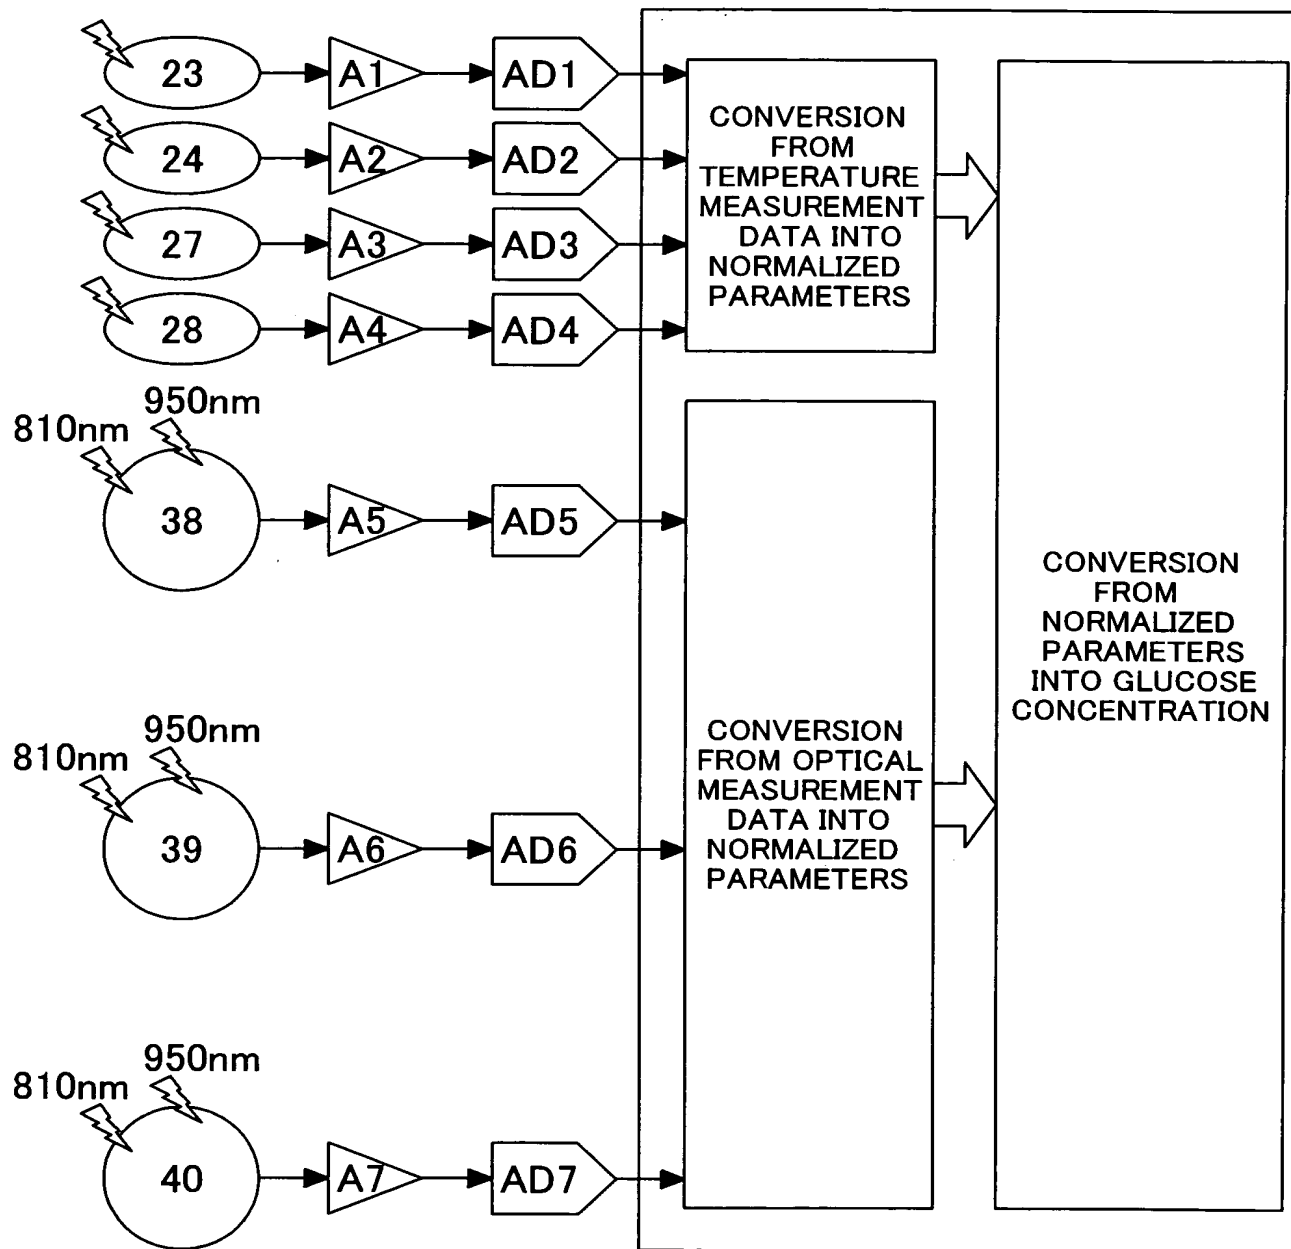 23 A1 AD1
24 A2 AD2
27 A3 AD3
28 A4 AD4
CONVERSION
FROM
TEMPERATURE
MEASUREMENT
DATA INTO
NORMALIZED
PARAMETERS
950nm
810nm
38 A5 AD5
950nm
810nm
39 A6 AD6
950nm
810nm
40 A7 AD7
CONVERSION
FROM OPTICAL
MEASUREMENT
DATA INTO
NORMALIZED
PARAMETERS
CONVERSION
FROM
NORMALIZED
PARAMETERS
INTO GLUCOSE
CONCENTRATION